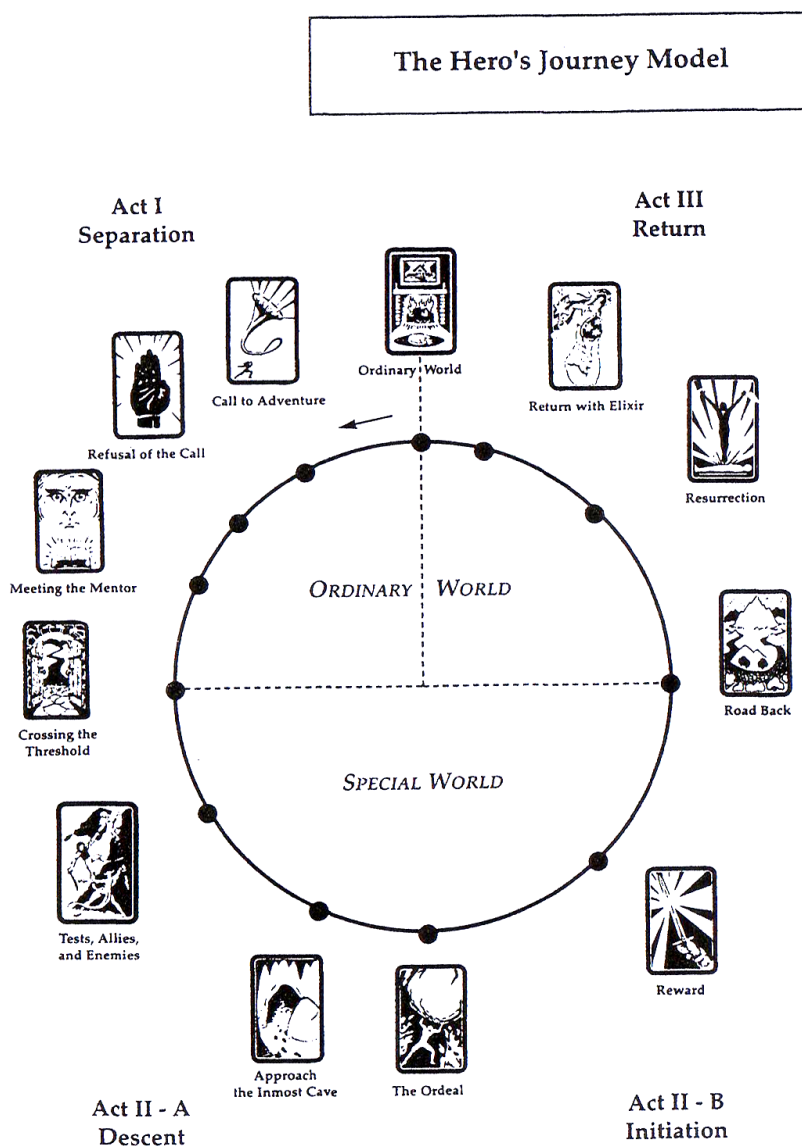 The Hero's Journey Model
Act I
Separation
Act III
Return
Ordinary World
Call to Adventure
Return with Elixir
Refusal of the Call
Resurrection
Meeting the Mentor
ORDINARY WORLD
Crossing the
Threshold
Road Back
SPECIAL WORLD
Tests, Allies,
and Enemies
Reward
Approach
the Inmost Cave
The Ordeal
Act II - A
Descent
Act II - B
Initiation